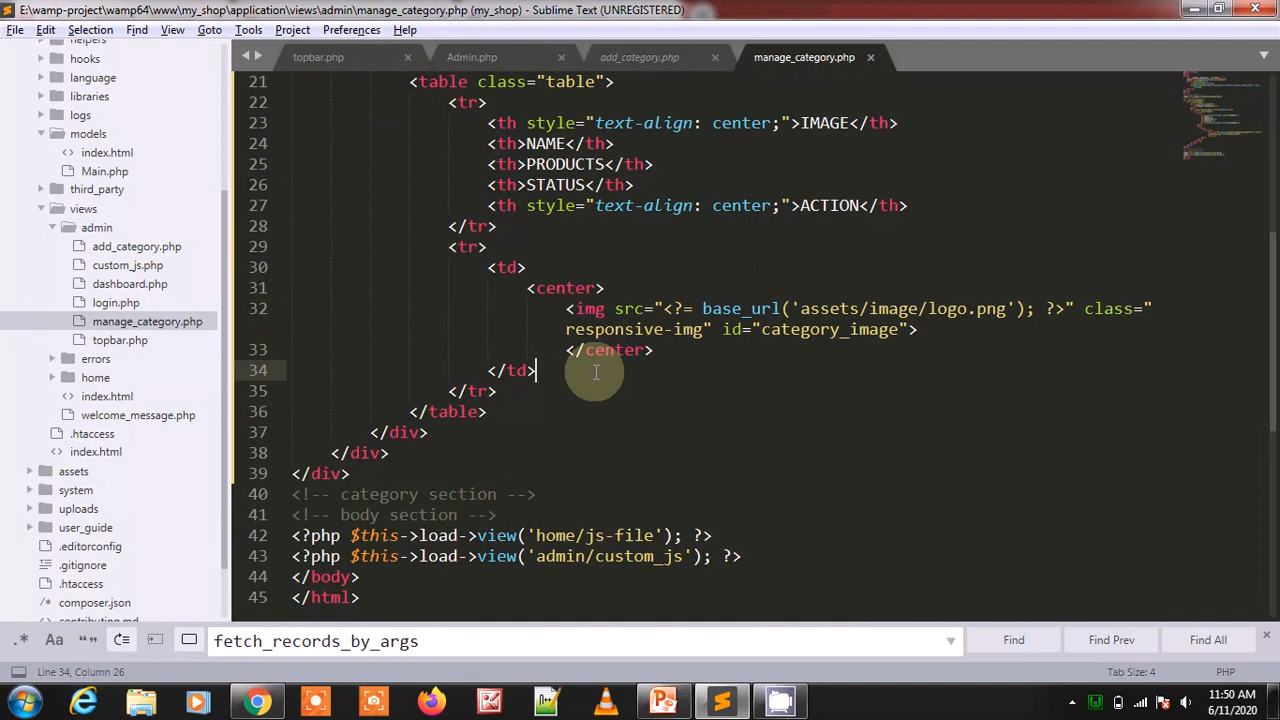 E:\wamp-project\wamp64\www\my_shop\application\views\admin\manage_category.php (my_shop) - Sublime Text (UNREGISTERED)
File Edit Selection Find View Goto Tools Project Preferences Help
topbar.php Admin.php add_category.php manage_category.php
helpers
hooks
language
libraries
logs
models
index.html
Main.php
third_party
views
admin
add_category.php
custom_js.php
dashboard.php
login.php
manage_category.php
topbar.php
errors
home
index.html
welcome_message.php
.htaccess
index.html
assets
system
uploads
user_guide
.editorconfig
.gitignore
.htaccess
composer.json
contributing.md
21 <table class="table">
22 <tr>
23 <th style="text-align: center;">IMAGE</th>
24 <th>NAME</th>
25 <th>PRODUCTS</th>
26 <th>STATUS</th>
27 <th style="text-align: center;">ACTION</th>
28 </tr>
29 <tr>
30 <td>
31 <center>
32 <img src="<?= base_url('assets/image/logo.png'); ?>" class="
responsive-img" id="category_image">
33 </center>
34 </td>
35 </tr>
36 </table>
37 </div>
38 </div>
39 </div>
40 <!-- category section -->
41 <!-- body section -->
42 <?php $this->load->view('home/js-file'); ?>
43 <?php $this->load->view('admin/custom_js'); ?>
44 </body>
45 </html>
.* Aa “” fetch_records_by_args Find Find Prev Find All
Line 34, Column 26 Tab Size: 4 PHP
11:50 AM
6/11/2020